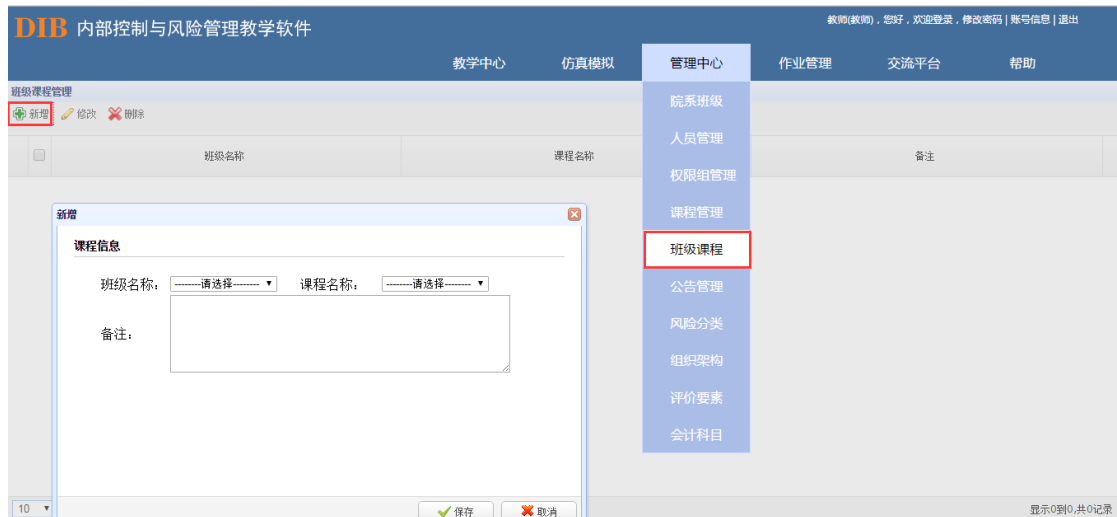 DIB 内部控制与风险管理教学软件
教师(教师)，您好，欢迎登录，修改密码 | 账号信息 | 退出
教学中心 仿真模拟 管理中心 作业管理 交流平台 帮助
班级课程管理
新增 修改 删除
班级名称 课程名称 备注
院系班级
人员管理
权限组管理
课程管理
班级课程
公告管理
风险分类
组织架构
评价要素
会计科目
新增
课程信息
班级名称： --------请选择-------- 课程名称： --------请选择--------
备注：
保存 取消
10 显示0到0,共0记录